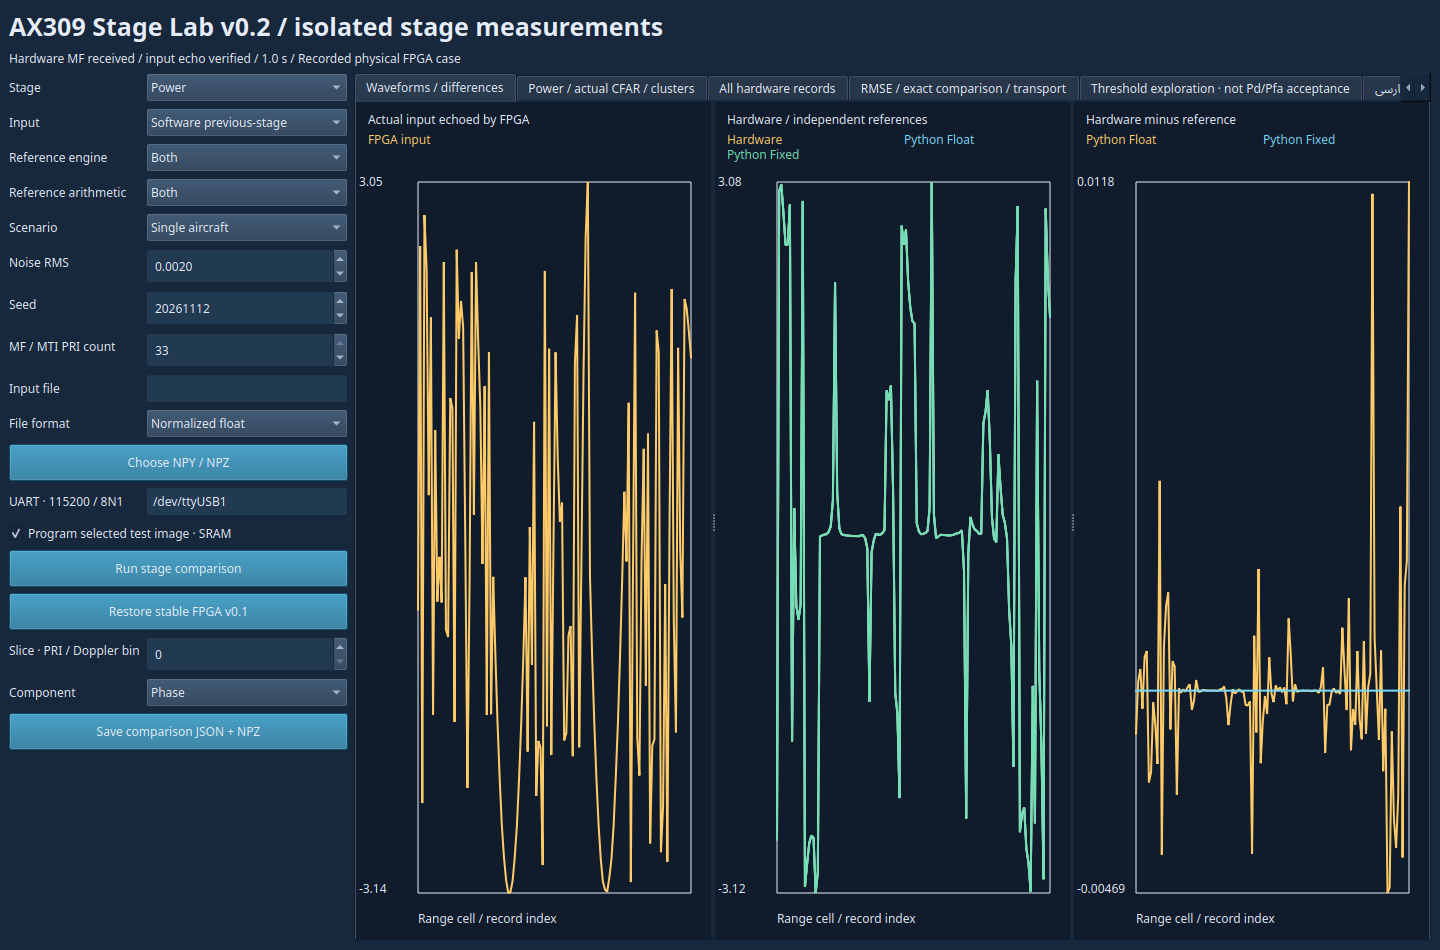 AX309 Stage Lab v0.2 / isolated stage measurements
Hardware MF received / input echo verified / 1.0 s / Recorded physical FPGA case
Stage
Power
Input
Software previous-stage
Reference engine
Both
Reference arithmetic
Both
Scenario
Single aircraft
Noise RMS
0.0020
Seed
20261112
MF / MTI PRI count
33
Input file
File format
Normalized float
Choose NPY / NPZ
UART · 115200 / 8N1
/dev/ttyUSB1
Program selected test image · SRAM
Run stage comparison
Restore stable FPGA v0.1
Slice · PRI / Doppler bin
0
Component
Phase
Save comparison JSON + NPZ
Waveforms / differences
Power / actual CFAR / clusters
All hardware records
RMSE / exact comparison / transport
Threshold exploration · not Pd/Pfa acceptance
Actual input echoed by FPGA
FPGA input
3.05
-3.14
Range cell / record index
Hardware / independent references
Hardware
Python Float
Python Fixed
3.08
-3.12
Range cell / record index
Hardware minus reference
Python Float
Python Fixed
0.0118
-0.00469
Range cell / record index